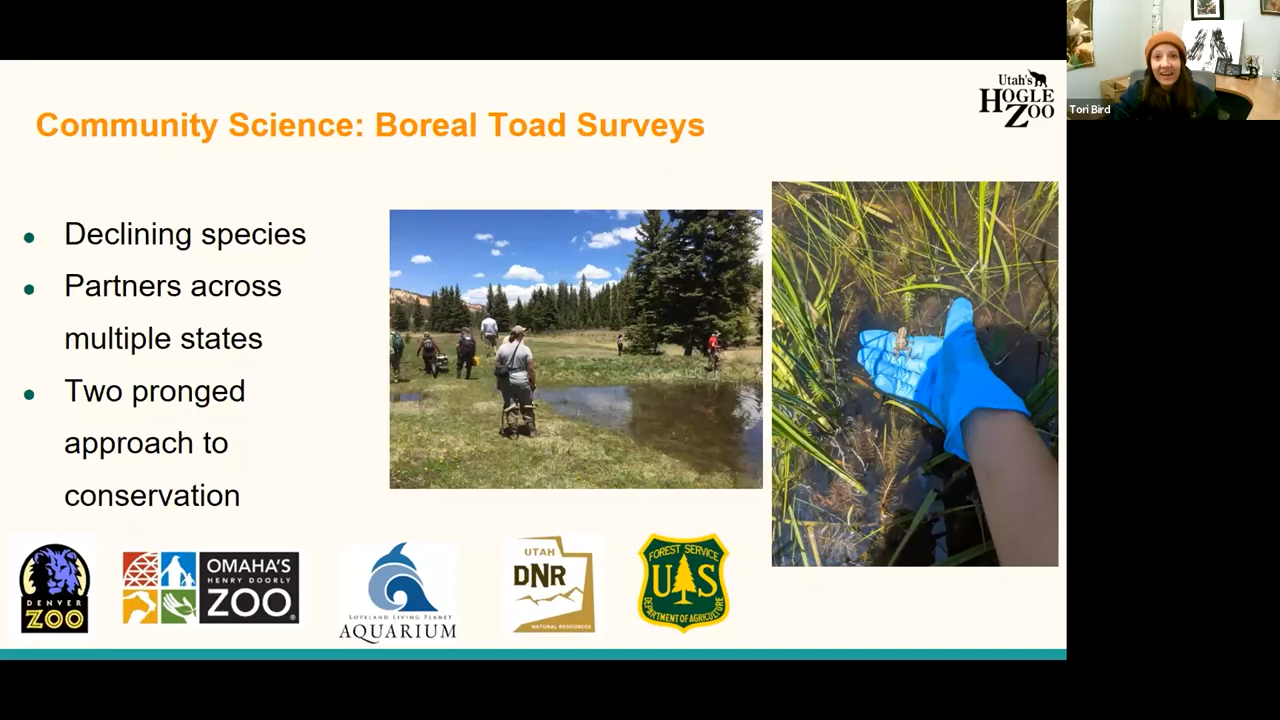 Tori Bird
Utah's
HOGLE
ZOO
Community Science: Boreal Toad Surveys
• Declining species
• Partners across
multiple states
• Two pronged
approach to
conservation
DENVER
ZOO
OMAHA'S
HENRY DOORLY
ZOO®
LOVELAND LIVING PLANET
AQUARIUM
UTAH
DNR
NATURAL RESOURCES
FOREST SERVICE
U S
DEPARTMENT OF AGRICULTURE